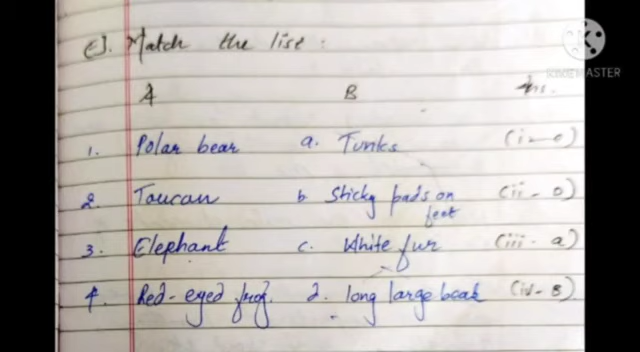 E]. Match the list :
KINEMASTER
A B Ans.
1. Polar bear a. Tunks (i - c)
2. Toucan b. Sticky pads on feet (ii - D)
3. Elephant c. White fur (iii - a)
4. Red-eyed frog. d. long large beak (iv - B)